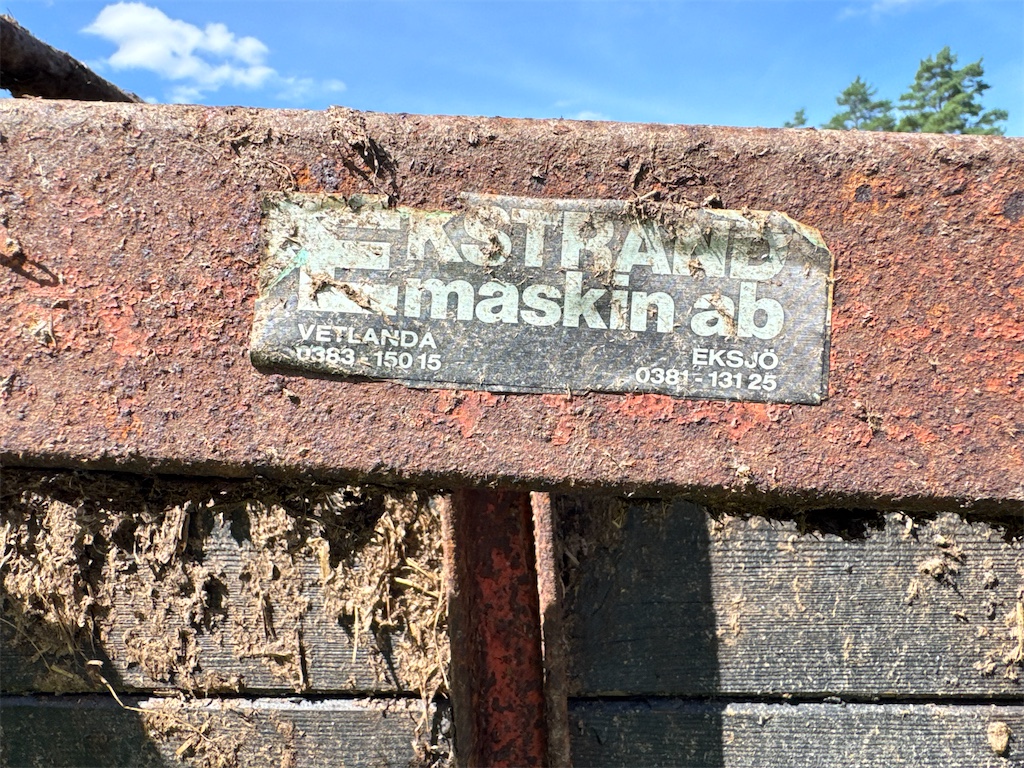 EKSTRAND
maskin ab
VETLANDA
0383-150 15
EKSJÖ
0381-131 25